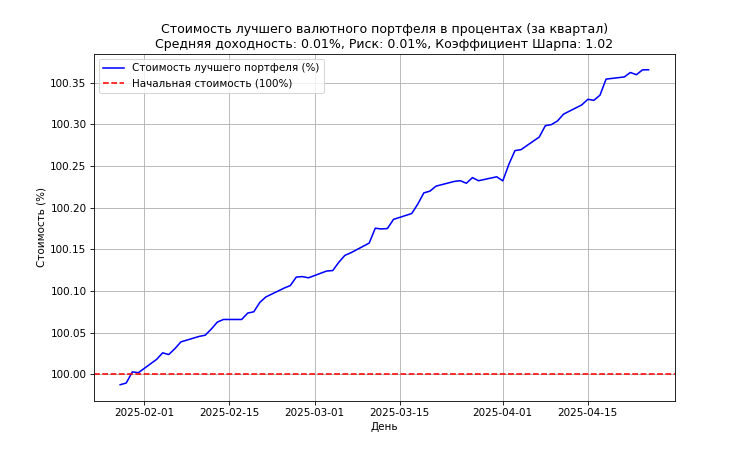 Стоимость лучшего валютного портфеля в процентах (за квартал)
Средняя доходность: 0.01%, Риск: 0.01%, Коэффициент Шарпа: 1.02
Стоимость лучшего портфеля (%)
Начальная стоимость (100%)
Стоимость (%)
100.35
100.30
100.25
100.20
100.15
100.10
100.05
100.00
2025-02-01
2025-02-15
2025-03-01
2025-03-15
2025-04-01
2025-04-15
День